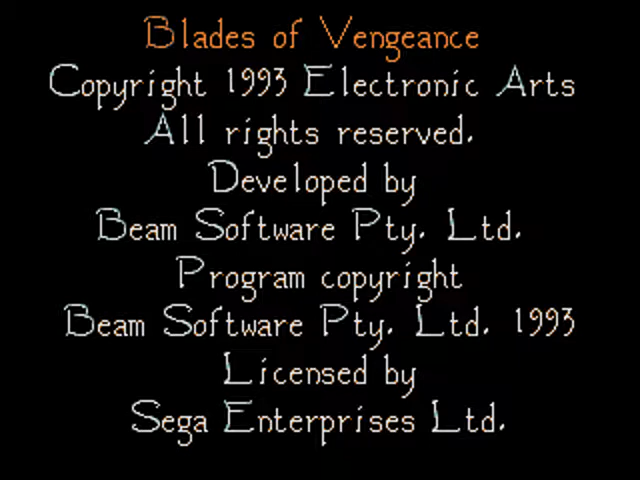 Blades of Vengeance
Copyright 1993 Electronic Arts
All rights reserved.
Developed by
Beam Software Pty. Ltd.
Program copyright
Beam Software Pty. Ltd. 1993
Licensed by
Sega Enterprises Ltd.